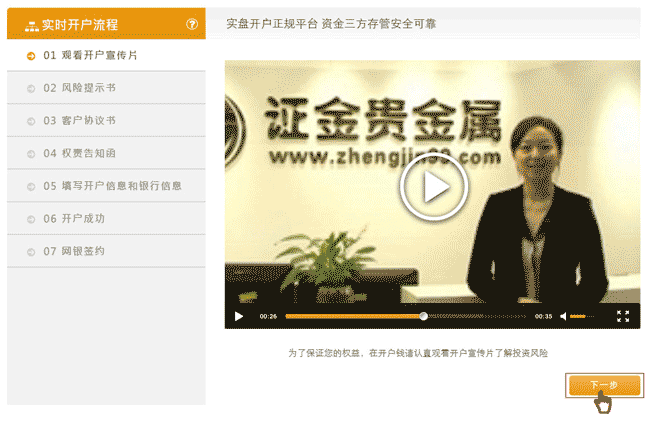 实时开户流程
?
01 观看开户宣传片
02 风险提示书
03 客户协议书
04 权责告知函
05 填写开户信息和银行信息
06 开户成功
07 网银签约
实盘开户正规平台 资金三方存管安全可靠
证金贵金属
www.zhengjin99.com
00:26
00:35
为了保证您的权益，在开户钱请认直观看开户宣传片了解投资风险
下一步